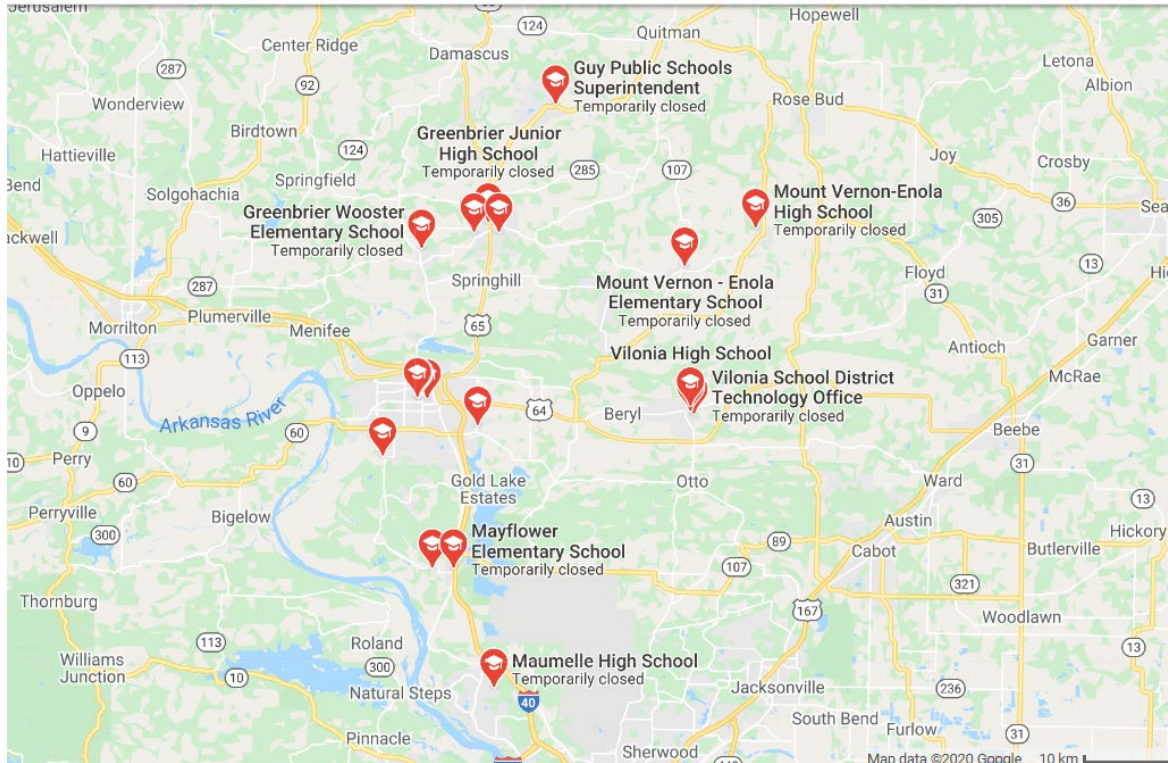 Jerusalem
Hopewell
124
Quitman
Center Ridge
Damascus
Letona
Albion
287
92
Wonderview
Guy Public Schools
Superintendent
Temporarily closed
Rose Bud
Birdtown
Greenbrier Junior
High School
Temporarily closed
Hattieville
124
Bend
Springfield
285
107
Joy
Crosby
Solgohachia
Mount Vernon-Enola
High School
Temporarily closed
36
305
Sea
Greenbrier Wooster
Elementary School
Temporarily closed
ackwell
13
Hi
Springhill
Mount Vernon - Enola
Elementary School
Temporarily closed
Floyd
31
287
Plumerville
Morrilton
Menifee
65
113
Oppelo
Vilonia High School
Antioch
Garner
McRae
Vilonia School District
Technology Office
Temporarily closed
Arkansas River
64
Beryl
9
60
10
Perry
60
Beebe
31
Gold Lake
Estates
Otto
Ward
13
Perryville
300
Bigelow
Austin
Hickory
Mayflower
Elementary School
Temporarily closed
89
Cabot
Butlerville
107
321
Thornburg
167
Woodlawn
113
Roland
300
13
Williams
Junction
10
Maumelle High School
Temporarily closed
Natural Steps
40
Jacksonville
236
South Bend
Pinnacle
Furlow
31
Sherwood
Map data ©2020 Google
10 km